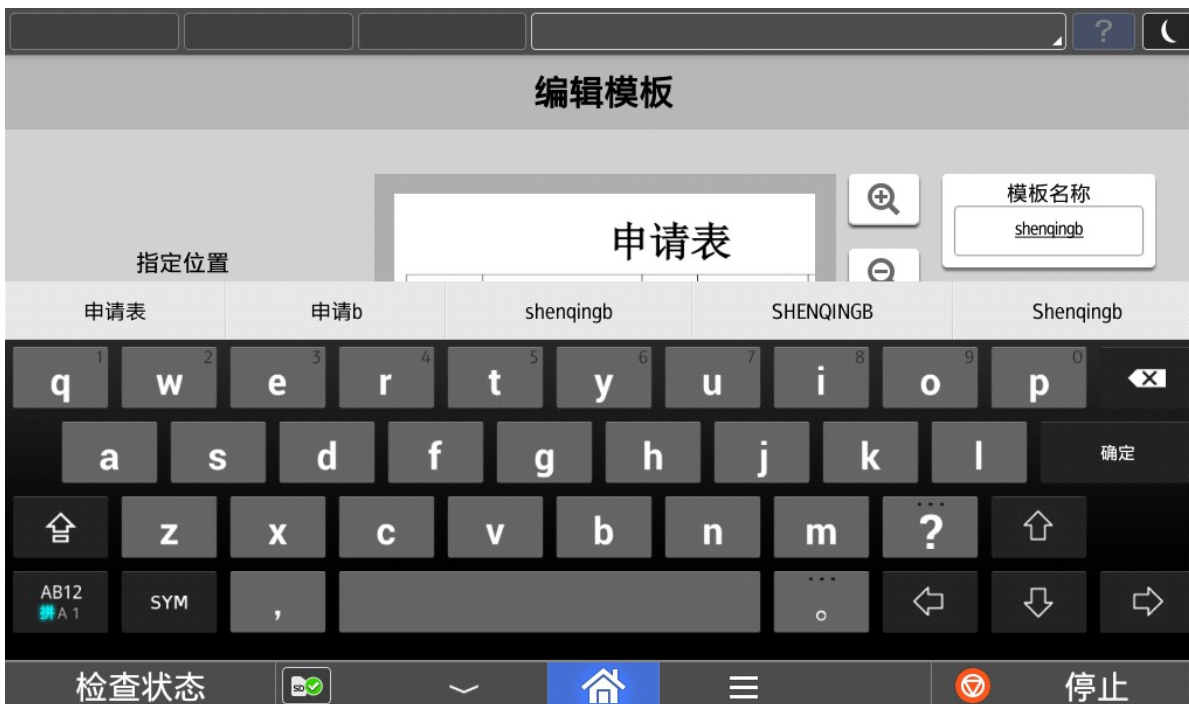 ?
编辑模板
模板名称
shenqingb
申请表
指定位置
申请表 申请b shenqingb SHENQINGB Shenqingb
1 2 3 4 5 6 7 8 9 0
q w e r t y u i o p
a s d f g h j k l 确定
z x c v b n m ?
AB12 SYM , 。
拼 A 1
检查状态 SD 停止